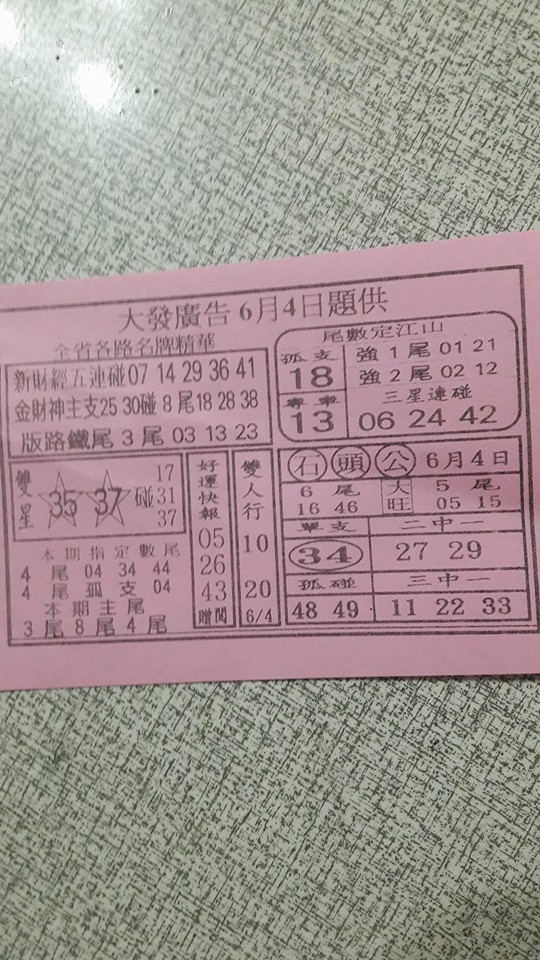 大發廣告 6月4日題供
全省各路名牌精華
新財經五連碰07 14 29 36 41
金財神主支25 30碰 8 尾18 28 38
版路鐵尾 3 尾 03 13 23
尾數定江山
孤支
18
強 1 尾 01 21
強 2 尾 02 12
專車
13
三星連碰
06 24 42
雙星
35 37
碰
17
31
37
本期指定數尾
4 尾 04 34 44
4 尾 孤 支 04
本期主尾
3 尾 8 尾 4 尾
好運快報
05
26
43
贈閱
雙人行
10
20
6/4
石頭公 6月4日
6 尾
16 46
大旺
5 尾
05 15
單支
34
二中一
27 29
孤碰
48 49
三中一
11 22 33